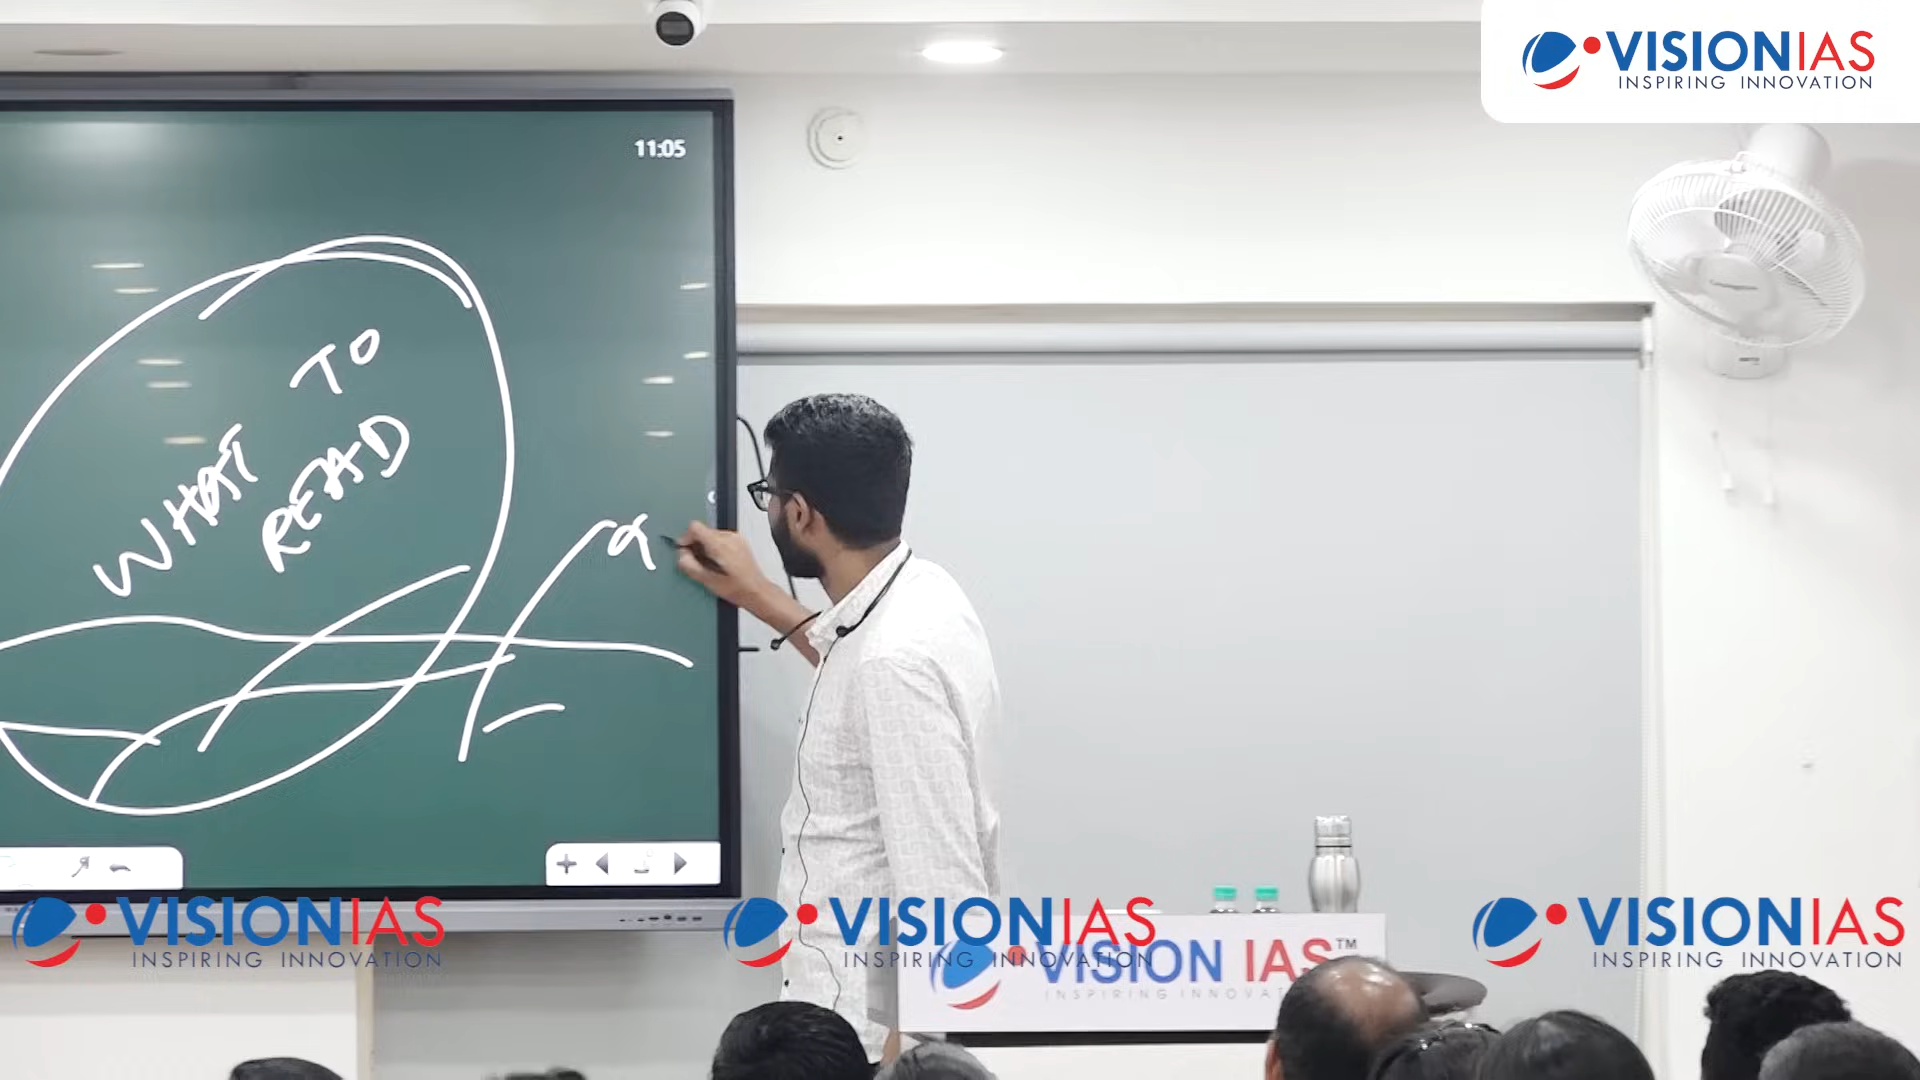 VISIONIAS
INSPIRING INNOVATION
11:05
WHAT TO
READ
VISIONIAS
INSPIRING INNOVATION
VISIONIAS
INSPIRING INNOVATION
VISION IAS™
VISIONIAS
INSPIRING INNOVATION